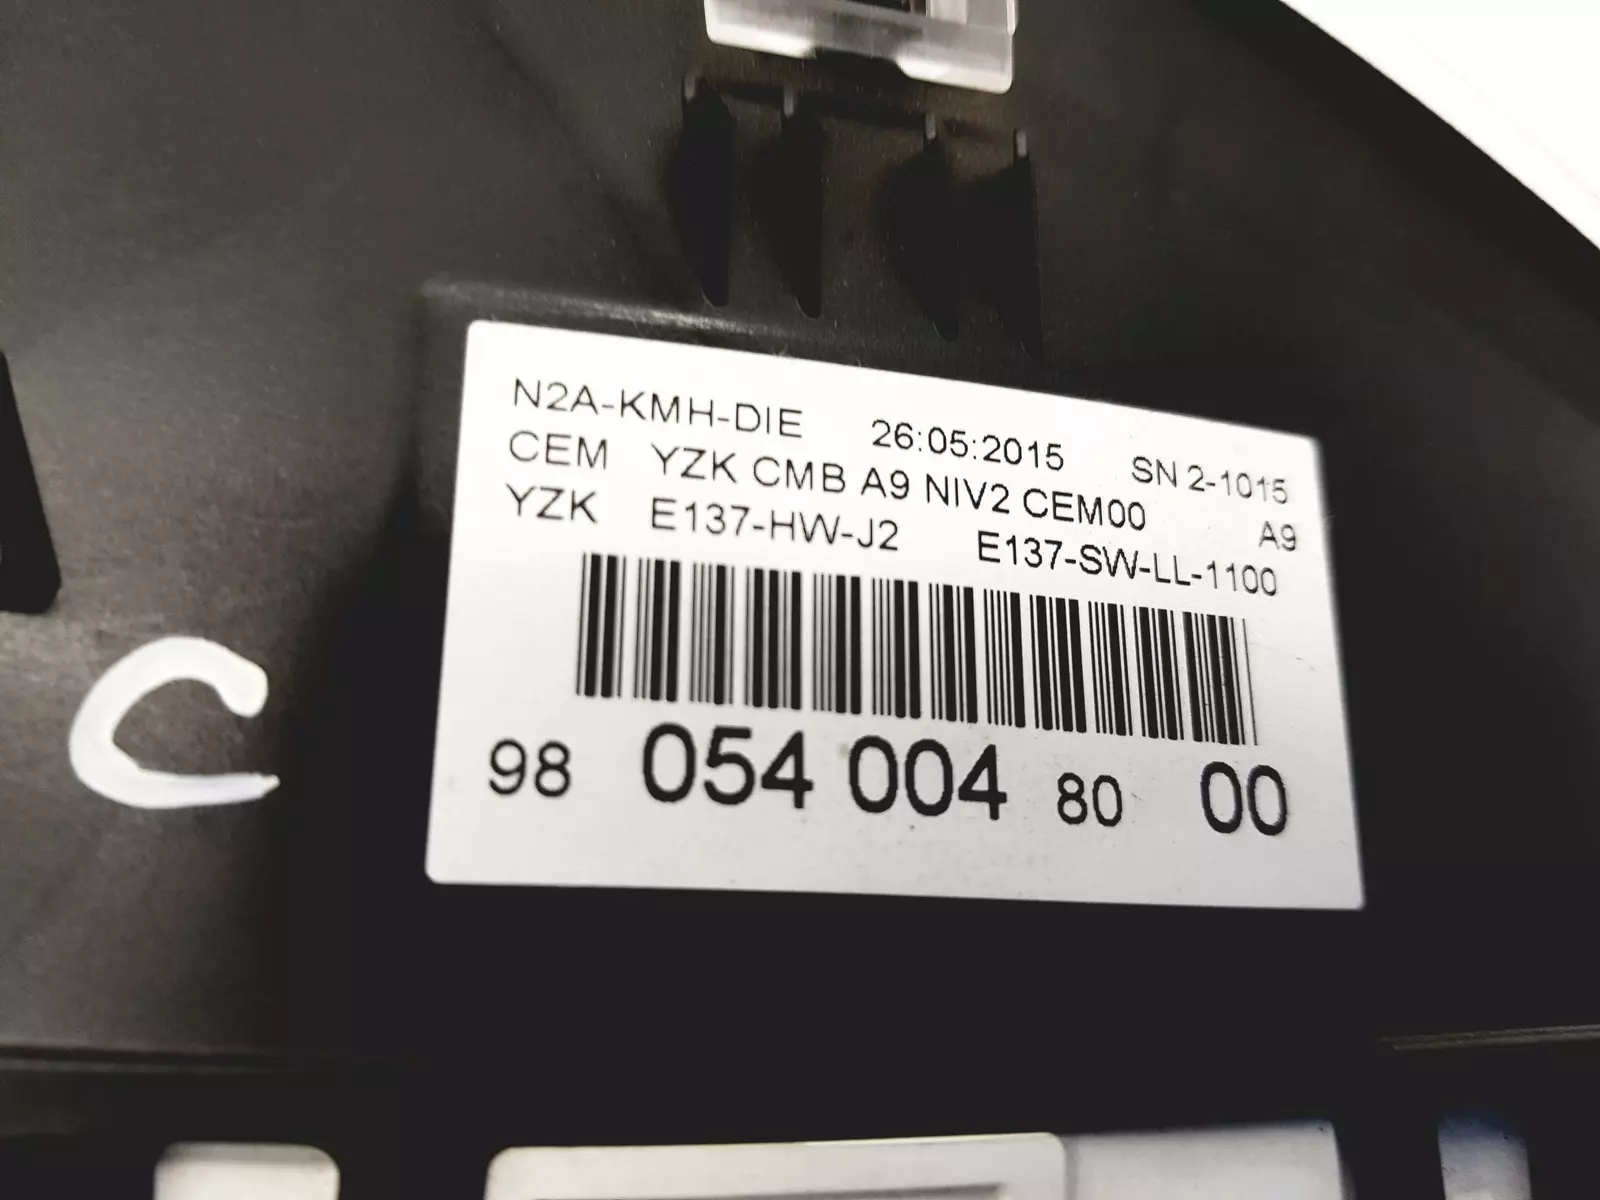 N2A-KMH-DIE 26:05:2015 SN 2-1015
CEM YZK CMB A9 NIV2 CEM00 A9
YZK E137-HW-J2 E137-SW-LL-1100
98 054 004 80 00
C